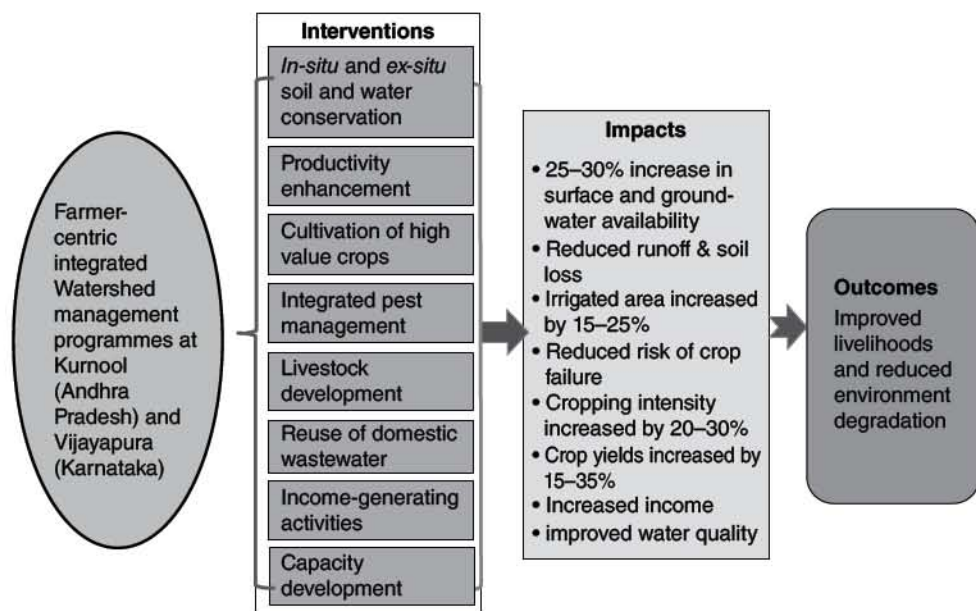 Farmer-
centric
integrated
Watershed
management
programmes at
Kurnool
(Andhra
Pradesh) and
Vijayapura
(Karnataka)
Interventions
In-situ and ex-situ
soil and water
conservation
Productivity
enhancement
Cultivation of high
value crops
Integrated pest
management
Livestock
development
Reuse of domestic
wastewater
Income-generating
activities
Capacity
development
Impacts
• 25–30% increase in
surface and ground-
water availability
• Reduced runoff & soil
loss
• Irrigated area increased
by 15–25%
• Reduced risk of crop
failure
• Cropping intensity
increased by 20–30%
• Crop yields increased by
15–35%
• Increased income
• improved water quality
Outcomes
Improved
livelihoods
and reduced
environment
degradation